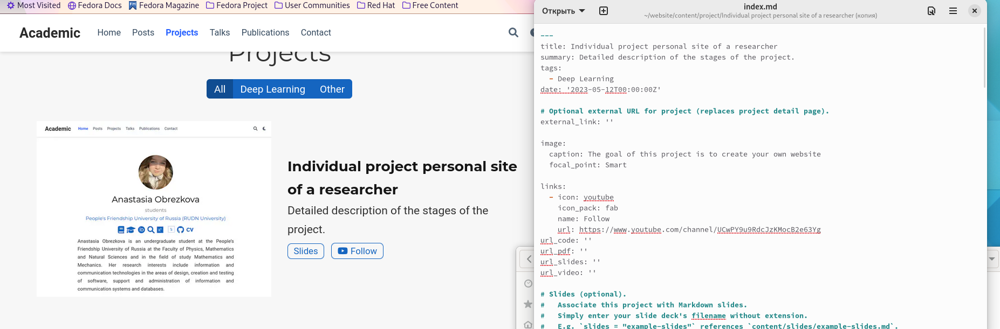 Most Visited Fedora Docs Fedora Magazine Fedora Project User Communities Red Hat Free Content
Academic Home Posts Projects Talks Publications Contact
Projects
All Deep Learning Other
Academic Home Posts Projects Talks Publications Contact
Anastasia Obrezkova
students
People's Friendship University of Russia (RUDN University)
CV
Anastasia Obrezkova is an undergraduate student at the People's
Friendship University of Russia at the Faculty of Physics, Mathematics
and Natural Sciences and in the field of study Mathematics and
Mechanics. Her research interests include information and
communication technologies in the areas of design, creation and testing
of software, support and administration of information and
communication systems and databases.
Individual project personal site
of a researcher
Detailed description of the stages of the
project.
Slides Follow
Открыть
index.md
~/website/content/project/Individual project personal site of a researcher (копия)
---
title: Individual project personal site of a researcher
summary: Detailed description of the stages of the project.
tags:
- Deep Learning
date: '2023-05-12T00:00:00Z'
# Optional external URL for project (replaces project detail page).
external_link: ''
image:
caption: The goal of this project is to create your own website
focal_point: Smart
links:
- icon: youtube
icon_pack: fab
name: Follow
url: https://www.youtube.com/channel/UCwPY9u9RdcJzKMocB2e63Yg
url_code: ''
url_pdf: ''
url_slides: ''
url_video: ''
# Slides (optional).
# Associate this project with Markdown slides.
# Simply enter your slide deck's filename without extension.
# E.g. `slides = "example-slides"` references `content/slides/example-slides.md`.